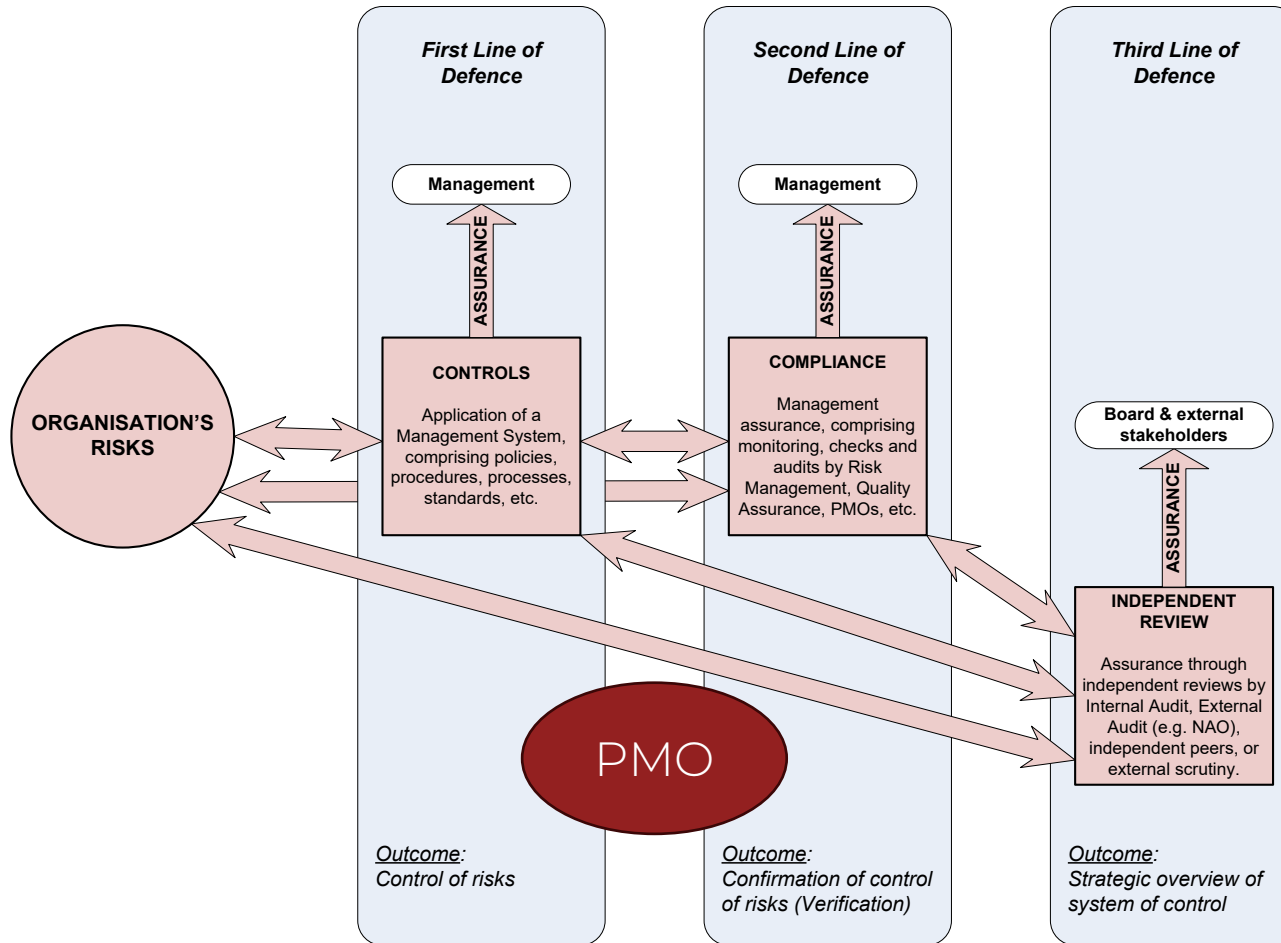 First Line of
Defence
Second Line of
Defence
Third Line of
Defence
Management
Management
ASSURANCE
ASSURANCE
ORGANISATION'S
RISKS
CONTROLS
Application of a
Management System,
comprising policies,
procedures, processes,
standards, etc.
COMPLIANCE
Management
assurance, comprising
monitoring, checks and
audits by Risk
Management, Quality
Assurance, PMOs, etc.
Board & external
stakeholders
ASSURANCE
INDEPENDENT
REVIEW
Assurance through
independent reviews by
Internal Audit, External
Audit (e.g. NAO),
independent peers, or
external scrutiny.
PMO
Outcome:
Control of risks
Outcome:
Confirmation of control
of risks (Verification)
Outcome:
Strategic overview of
system of control